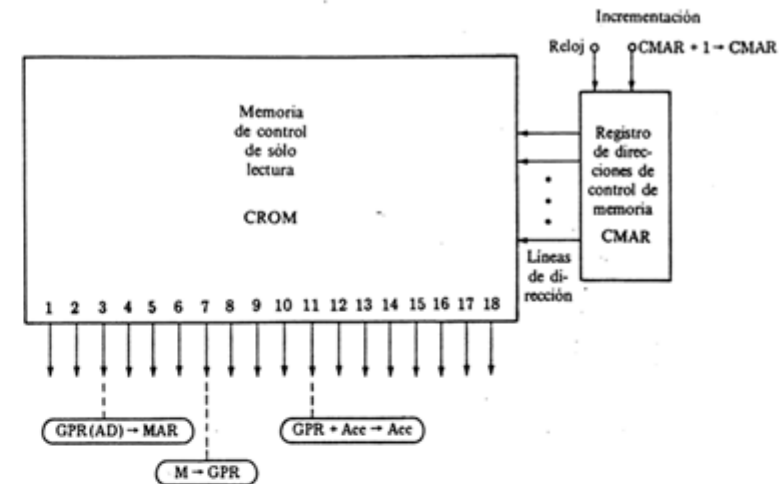 Incrementación
Reloj
CMAR + 1 → CMAR
Memoria
de control
de sólo
lectura
CROM
Registro
de direc-
ciones de
control de
memoria
CMAR
Líneas
de di-
rección
1 2 3 4 5 6 7 8 9 10 11 12 13 14 15 16 17 18
GPR(AD) → MAR
GPR + Acc → Acc
M → GPR